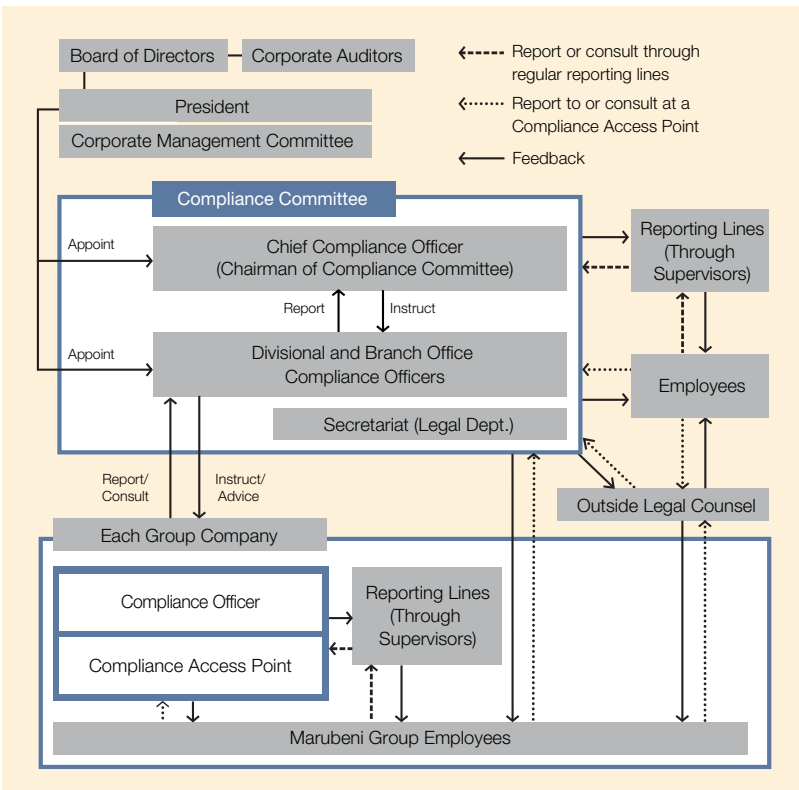 Board of Directors
Corporate Auditors
President
Corporate Management Committee
Report or consult through
regular reporting lines
Report to or consult at a
Compliance Access Point
Feedback
Compliance Committee
Appoint
Chief Compliance Officer
(Chairman of Compliance Committee)
Reporting Lines
(Through
Supervisors)
Report
Instruct
Appoint
Divisional and Branch Office
Compliance Officers
Employees
Secretariat (Legal Dept.)
Report/
Consult
Instruct/
Advice
Outside Legal Counsel
Each Group Company
Compliance Officer
Compliance Access Point
Reporting Lines
(Through
Supervisors)
Marubeni Group Employees